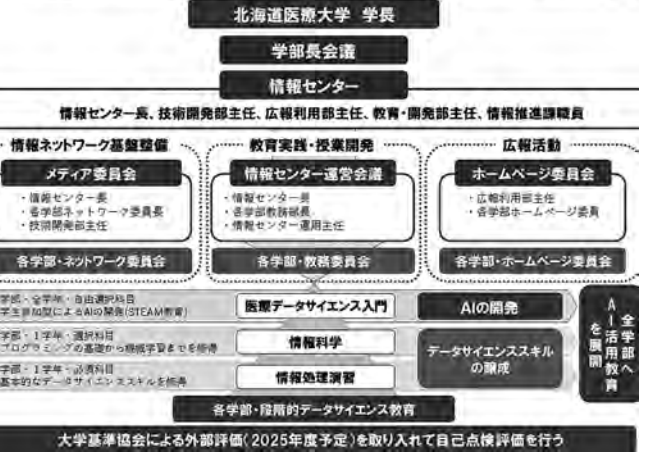 北海道医療大学 学長
学部長会議
情報センター
情報センター長、技術開発部主任、広報利用部主任、教育・開発部主任、情報推進課職員
情報ネットワーク基盤整備
メディア委員会
・情報センター長
・各学部ネットワーク委員長
・技術開発部主任
各学部・ネットワーク委員会
教育実践・授業開発
情報センター運営会議
・情報センター長
・各学部教務部長
・情報センター運用主任
各学部・教務委員会
広報活動
ホームページ委員会
・広報利用部主任
・各学部ホームページ委員
各学部・ホームページ委員会
学部・全学年・自由選択科目
学生参加型によるAIの開発(STEAM教育)
医療データサイエンス入門
AIの開発
学部・1学年・選択科目
プログラミングの基礎から機械学習までを修得
情報科学
データサイエンススキル
の醸成
学部・1学年・必須科目
基本的なデータサイエンススキルを修得
情報処理演習
全学部へ
AI活用教育
を展開
各学部・段階的データサイエンス教育
大学基準協会による外部評価(2025年度予定)を取り入れて自己点検評価を行う